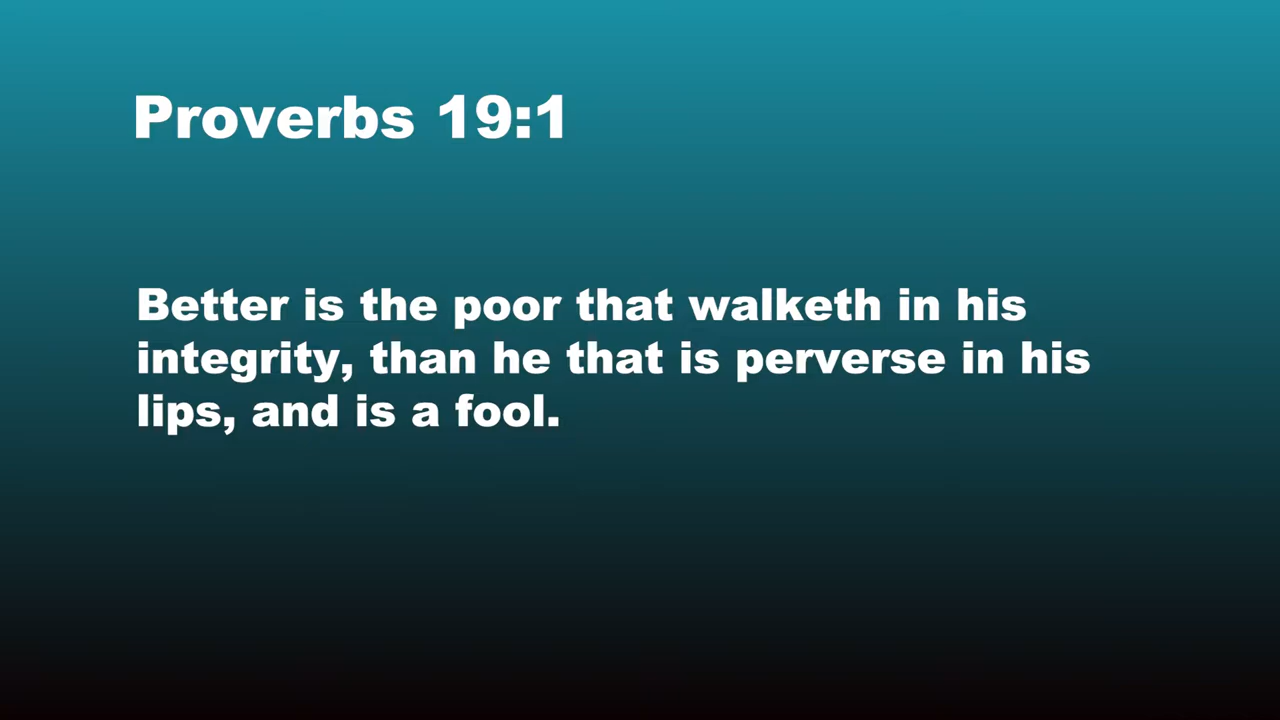 Proverbs 19:1
Better is the poor that walketh in his
integrity, than he that is perverse in his
lips, and is a fool.